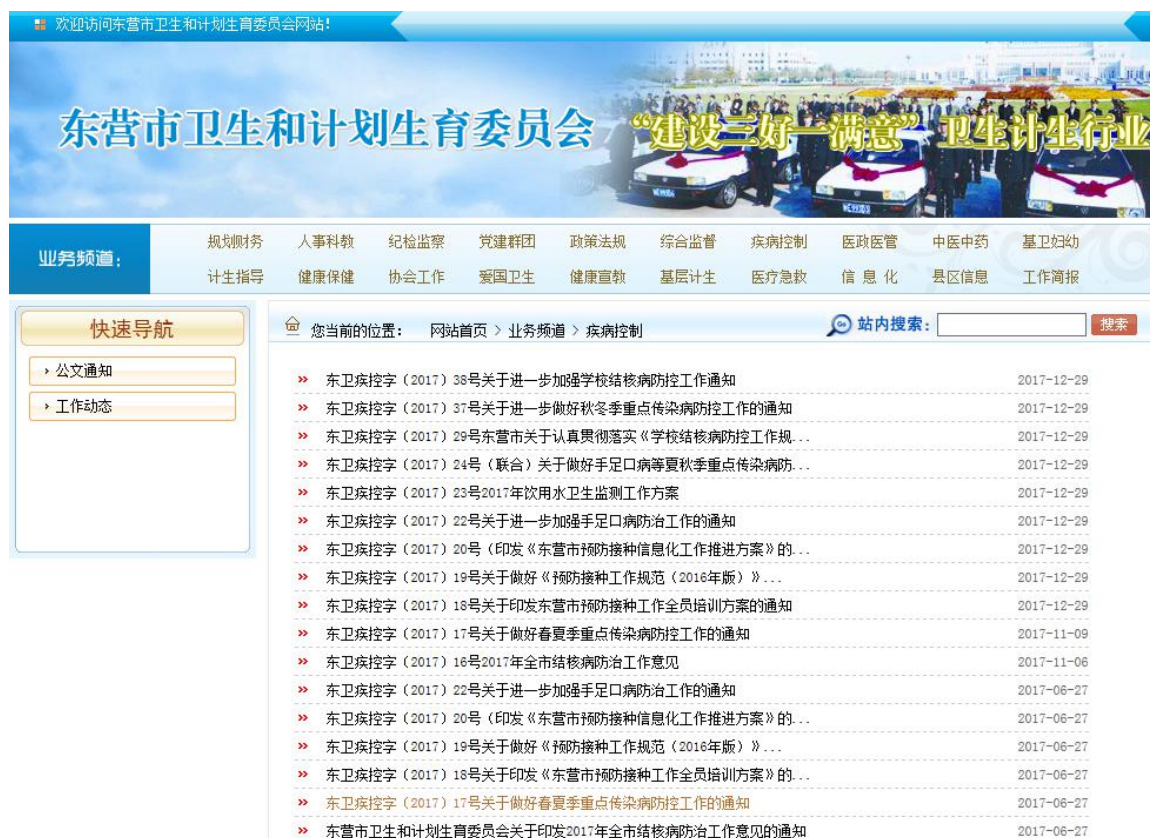 欢迎访问东营市卫生和计划生育委员会网站!
东营市卫生和计划生育委员会
“建设三好一满意”卫生计生行业
业务频道:
规划财务 人事科教 纪检监察 党建群团 政策法规 综合监督 疾病控制 医政医管 中医中药 基卫妇幼
计生指导 健康保健 协会工作 爱国卫生 健康宣教 基层计生 医疗急救 信息化 县区信息 工作简报
快速导航
公文通知
工作动态
您当前的位置: 网站首页 > 业务频道 > 疾病控制
站内搜索: 搜索
东卫疾控字(2017)38号关于进一步加强学校结核病防控工作通知 2017-12-29
东卫疾控字(2017)37号关于进一步做好秋冬季重点传染病防控工作的通知 2017-12-29
东卫疾控字(2017)29号东营市关于认真贯彻落实《学校结核病防控工作规... 2017-12-29
东卫疾控字(2017)24号(联合)关于做好手足口病等夏秋季重点传染病防... 2017-12-29
东卫疾控字(2017)23号2017年饮用水卫生监测工作方案 2017-12-29
东卫疾控字(2017)22号关于进一步加强手足口病防治工作的通知 2017-12-29
东卫疾控字(2017)20号(印发《东营市预防接种信息化工作推进方案》的... 2017-12-29
东卫疾控字(2017)19号关于做好《预防接种工作规范(2016年版)》... 2017-12-29
东卫疾控字(2017)18号关于印发东营市预防接种工作全员培训方案的通知 2017-12-29
东卫疾控字(2017)17号关于做好春夏季重点传染病防控工作的通知 2017-11-09
东卫疾控字(2017)16号2017年全市结核病防治工作意见 2017-11-06
东卫疾控字(2017)22号关于进一步加强手足口病防治工作的通知 2017-06-27
东卫疾控字(2017)20号(印发《东营市预防接种信息化工作推进方案》的... 2017-06-27
东卫疾控字(2017)19号关于做好《预防接种工作规范(2016年版)》... 2017-06-27
东卫疾控字(2017)18号关于印发《东营市预防接种工作全员培训方案》的... 2017-06-27
东卫疾控字(2017)17号关于做好春夏季重点传染病防控工作的通知 2017-06-27
东营市卫生和计划生育委员会关于印发2017年全市结核病防治工作意见的通知 2017-06-27